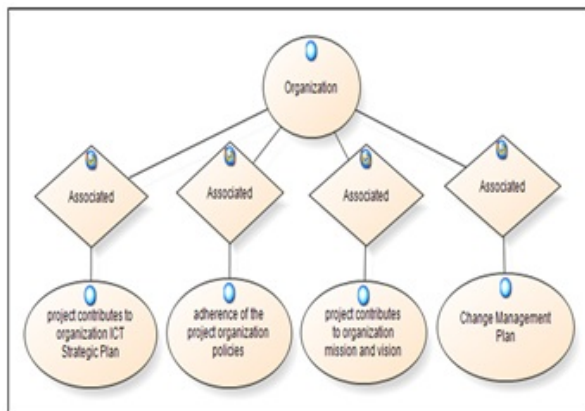 Organization
Associated
Associated
Associated
Associated
project contributes to
organization ICT
Strategic Plan
adherence of the
project organization
policies
project contributes
to organization
mission and vision
Change Management
Plan